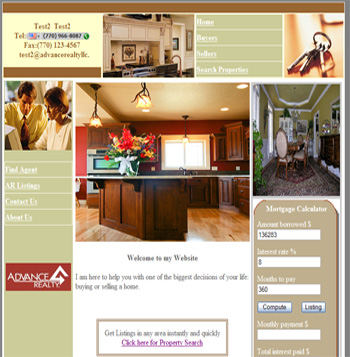 Test2 Test2
Tel: (770) 966-8087
Fax:(770) 123-4567
test2@advancerealtyllc.
Home
Buyers
Sellers
Search Properties
Find Agent
AR Listings
Contact Us
About Us
ADVANCE
REALTY
Welcome to my Website
I am here to help you with one of the biggest decisions of your life,
buying or selling a home.
Get Listings in any area instantly and quickly
Click here for Property Search
Mortgage Calculator
Amount borrowed $
136283
Interest rate %
8
Months to pay
360
Compute Listing
Monthly payment $
Total interest paid $